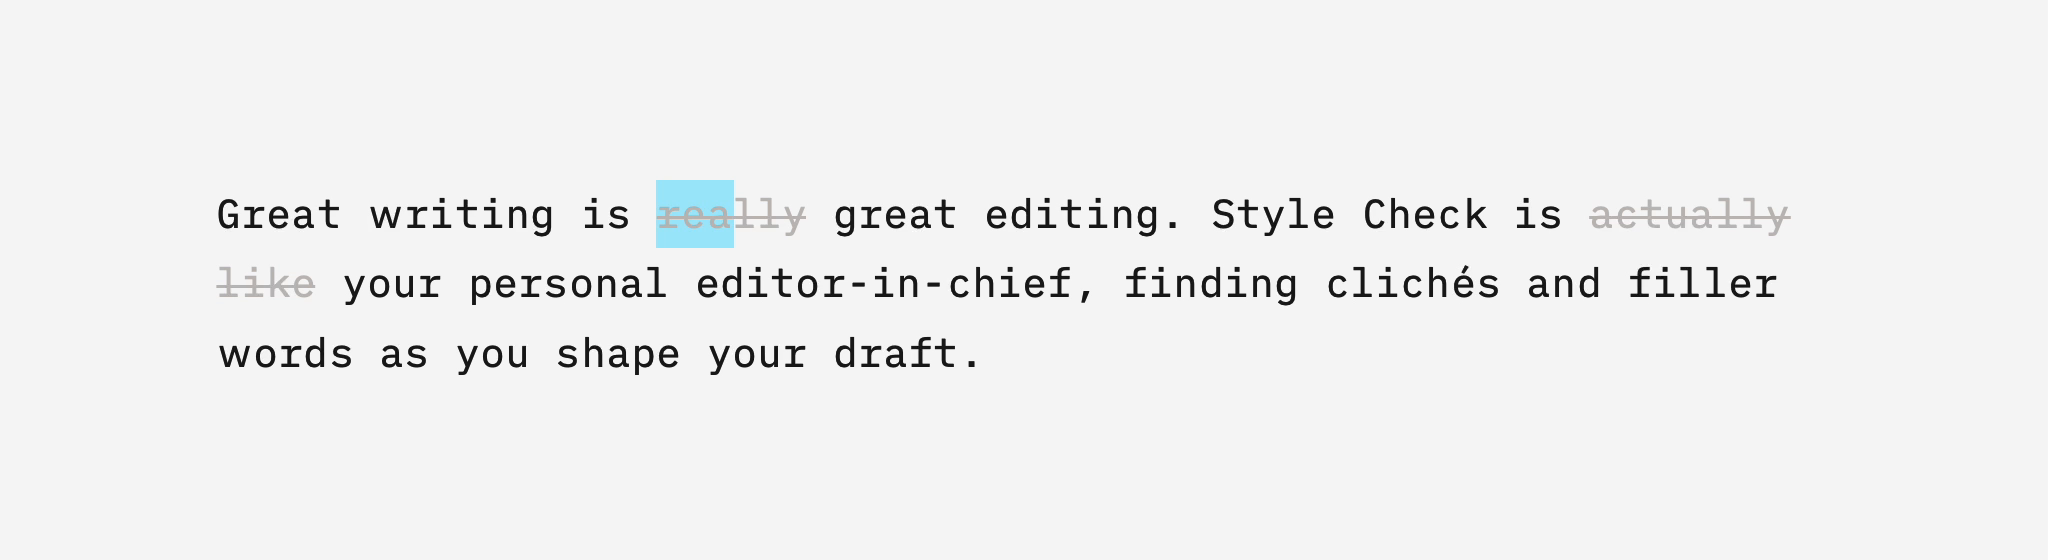 Great writing is really great editing. Style Check is actually
like your personal editor-in-chief, finding clichés and filler
words as you shape your draft.